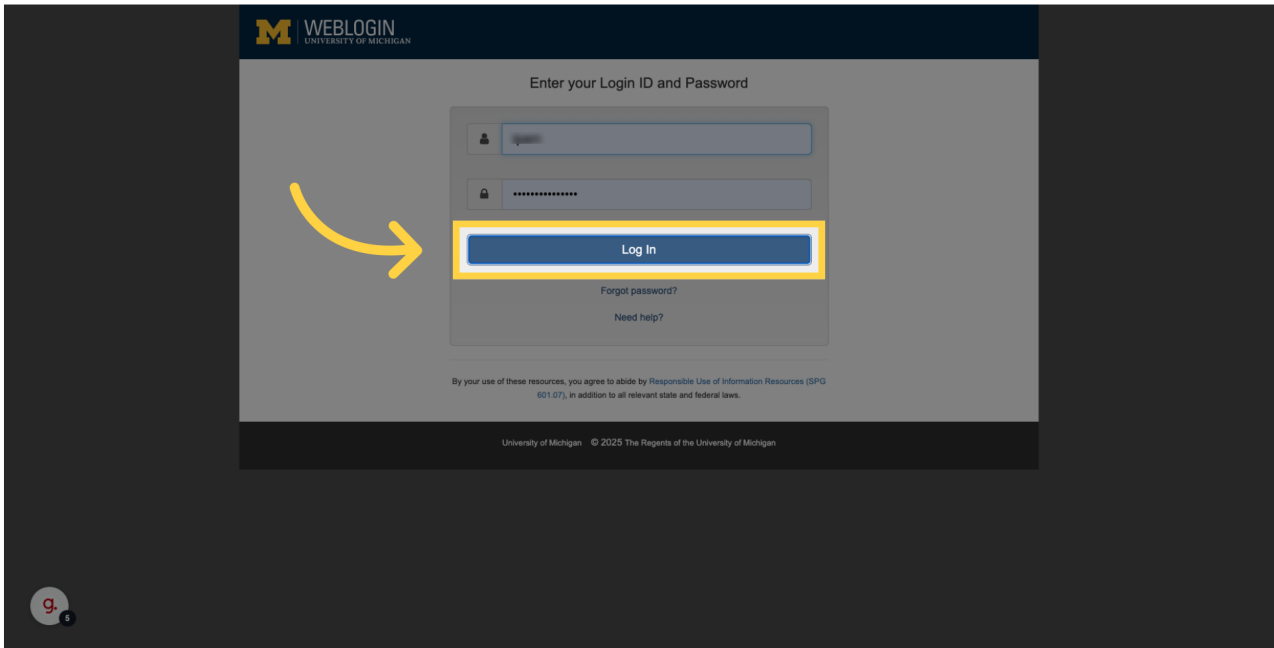 M WEBLOGIN
UNIVERSITY OF MICHIGAN
Enter your Login ID and Password
•••••••••••••••
Log In
Forgot password?
Need help?
By your use of these resources, you agree to abide by Responsible Use of Information Resources (SPG
601.07), in addition to all relevant state and federal laws.
University of Michigan © 2025 The Regents of the University of Michigan
g.
5